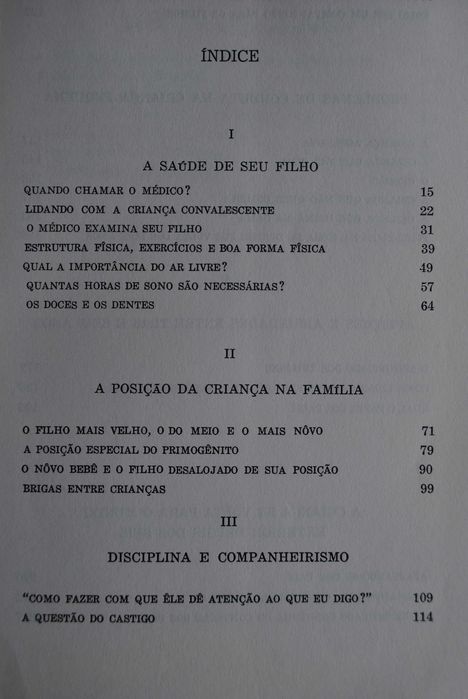 ÍNDICE
I
A SAÚDE DE SEU FILHO
QUANDO CHAMAR O MÉDICO? 15
LIDANDO COM A CRIANÇA CONVALESCENTE 22
O MÉDICO EXAMINA SEU FILHO 31
ESTRUTURA FÍSICA, EXERCÍCIOS E BOA FORMA FÍSICA 39
QUAL A IMPORTÂNCIA DO AR LIVRE? 49
QUANTAS HORAS DE SONO SÃO NECESSÁRIAS? 57
OS DOCES E OS DENTES 64
II
A POSIÇÃO DA CRIANÇA NA FAMÍLIA
O FILHO MAIS VELHO, O DO MEIO E O MAIS NÔVO 71
A POSIÇÃO ESPECIAL DO PRIMOGÊNITO 79
O NÔVO BEBÊ E O FILHO DESALOJADO DE SUA POSIÇÃO 90
BRIGAS ENTRE CRIANÇAS 99
III
DISCIPLINA E COMPANHEIRISMO
"COMO FAZER COM QUE ÊLE DÊ ATENÇÃO AO QUE EU DIGO?" 109
A QUESTÃO DO CASTIGO 114